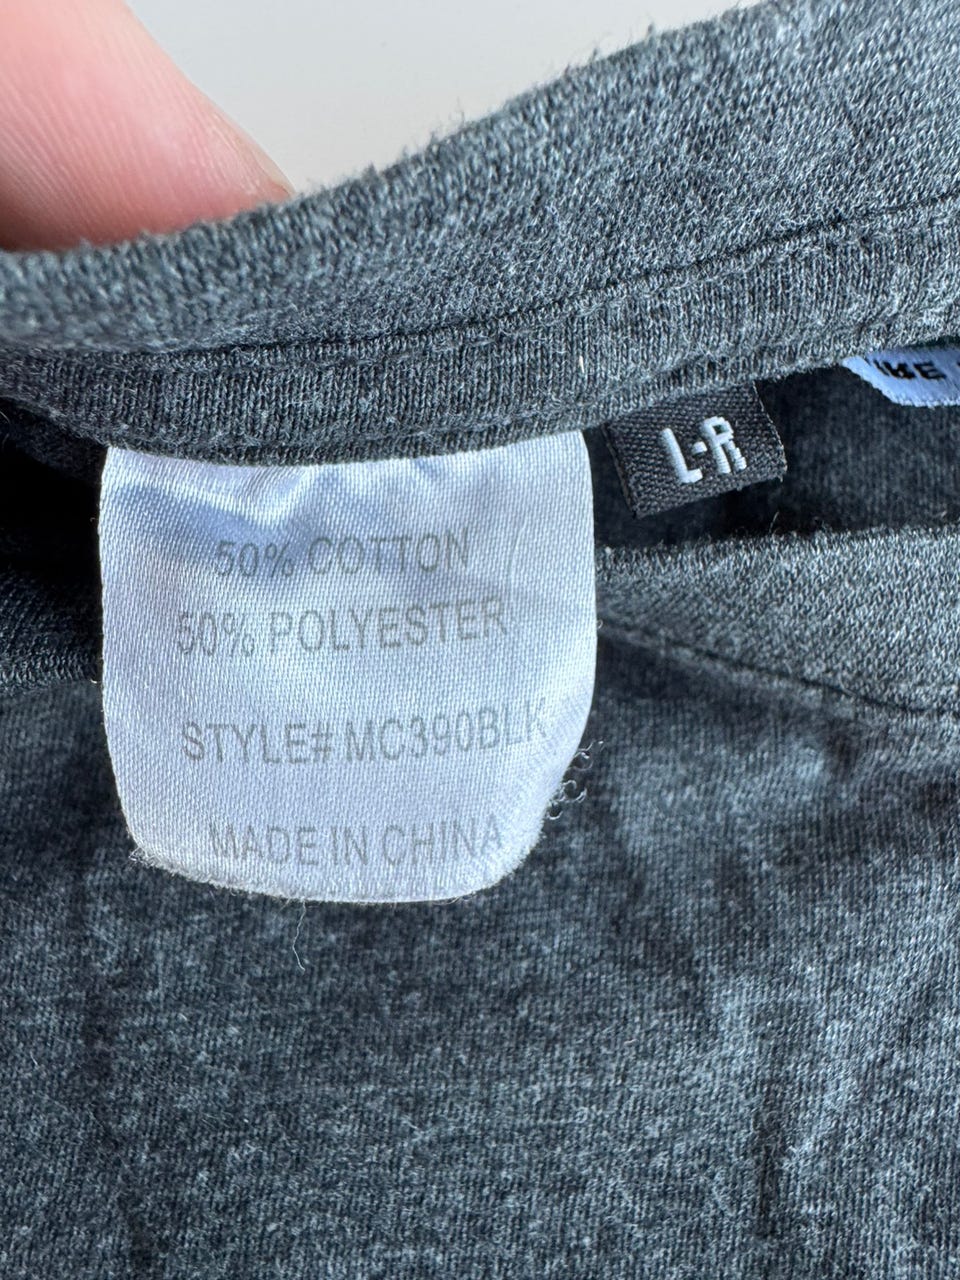 50% COTTON
50% POLYESTER
STYLE# MC390BLK
MADE IN CHINA
L-R